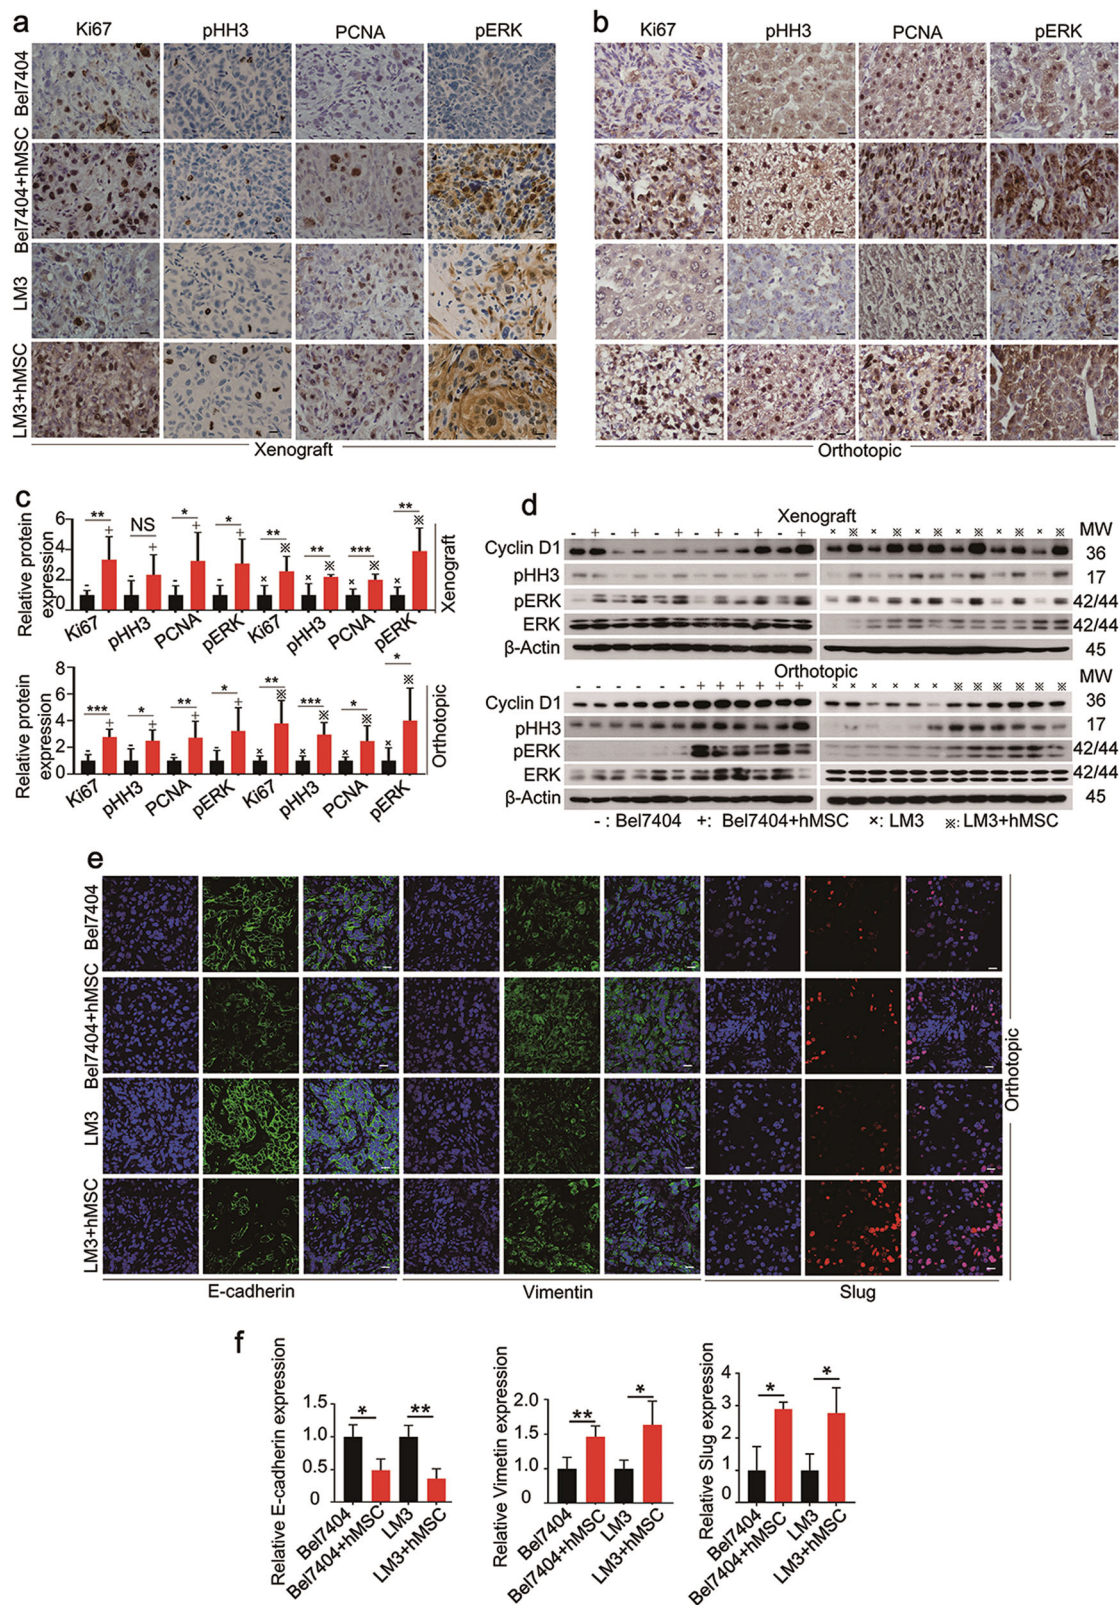 a
Ki67 pHH3 PCNA pERK
Bel7404
Bel7404+hMSC
LM3
LM3+hMSC
Xenograft
b
Ki67 pHH3 PCNA pERK
Orthotopic
c
Relative protein
expression
6
4
2
0
** NS * * ** ** *** **
- + - + - + - + × ※ × ※ × ※ × ※
Ki67 pHH3 PCNA pERK Ki67 pHH3 PCNA pERK
Xenograft
Relative protein
expression
8
6
4
2
0
*** * ** * ** *** * *
- + - + - + - + × ※ × ※ × ※ × ※
Ki67 pHH3 PCNA pERK Ki67 pHH3 PCNA pERK
Orthotopic
d
Xenograft
- + - + - + - + - + - + × ※ × ※ × ※ × ※ × ※ × ※ MW
Cyclin D1 36
pHH3 17
pERK 42/44
ERK 42/44
β-Actin 45
Orthotopic
- - - - - - + + + + + + × × × × × × ※ ※ ※ ※ ※ ※ MW
Cyclin D1 36
pHH3 17
pERK 42/44
ERK 42/44
β-Actin 45
- : Bel7404 +: Bel7404+hMSC ×: LM3 ※: LM3+hMSC
e
Bel7404
Bel7404+hMSC
LM3
LM3+hMSC
E-cadherin Vimentin Slug
Orthotopic
f
Relative E-cadherin expression
1.5
1.0
0.5
0
* **
Bel7404
Bel7404+hMSC
LM3
LM3+hMSC
Relative Vimetin expression
2.0
1.5
1.0
0.5
0
** *
Bel7404
Bel7404+hMSC
LM3
LM3+hMSC
Relative Slug expression
4
3
2
1
0
* *
Bel7404
Bel7404+hMSC
LM3
LM3+hMSC